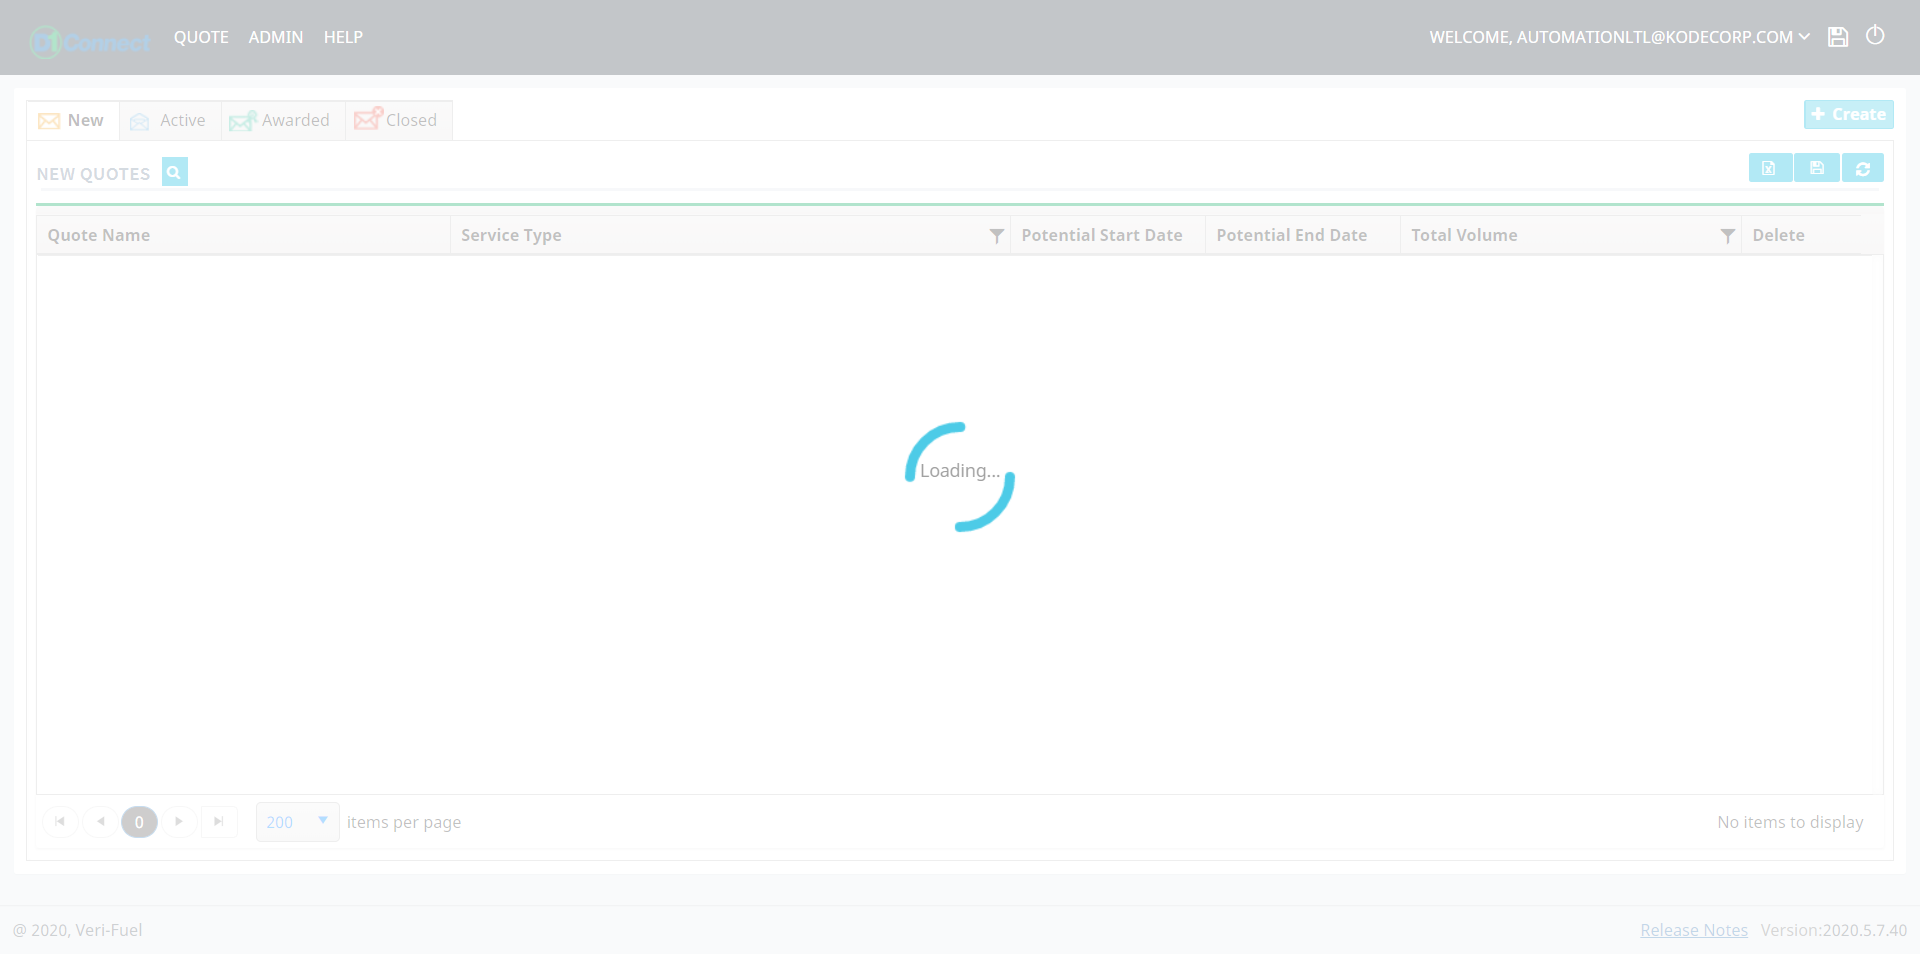 D1Connect QUOTE ADMIN HELP WELCOME, AUTOMATIONLTL@KODECORP.COM
New Active Awarded Closed Create
NEW QUOTES
Quote Name Service Type Potential Start Date Potential End Date Total Volume Delete
Loading...
0 200 items per page No items to display
@ 2020, Veri-Fuel Release Notes Version:2020.5.7.40